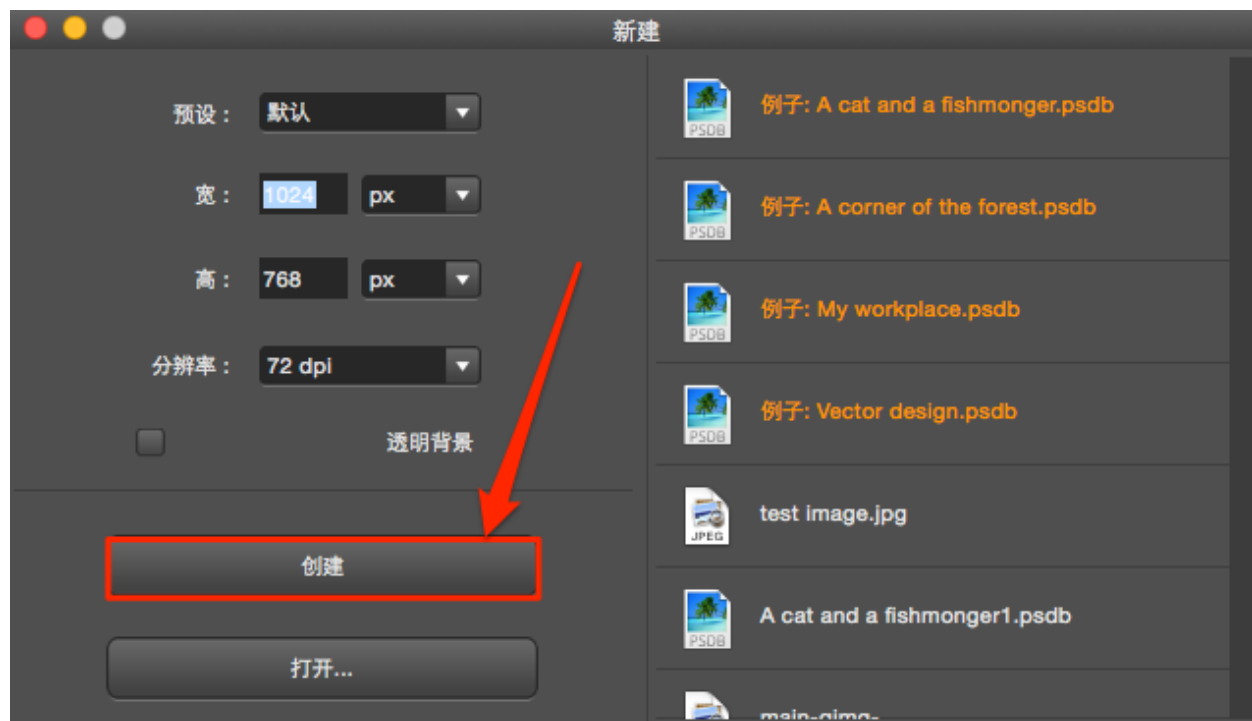 新建
预设：
默认
宽：
1024
px
高：
768
px
分辨率：
72 dpi
透明背景
创建
打开...
PSDB
例子: A cat and a fishmonger.psdb
PSDB
例子: A corner of the forest.psdb
PSDB
例子: My workplace.psdb
PSDB
例子: Vector design.psdb
JPEG
test image.jpg
PSDB
A cat and a fishmonger1.psdb